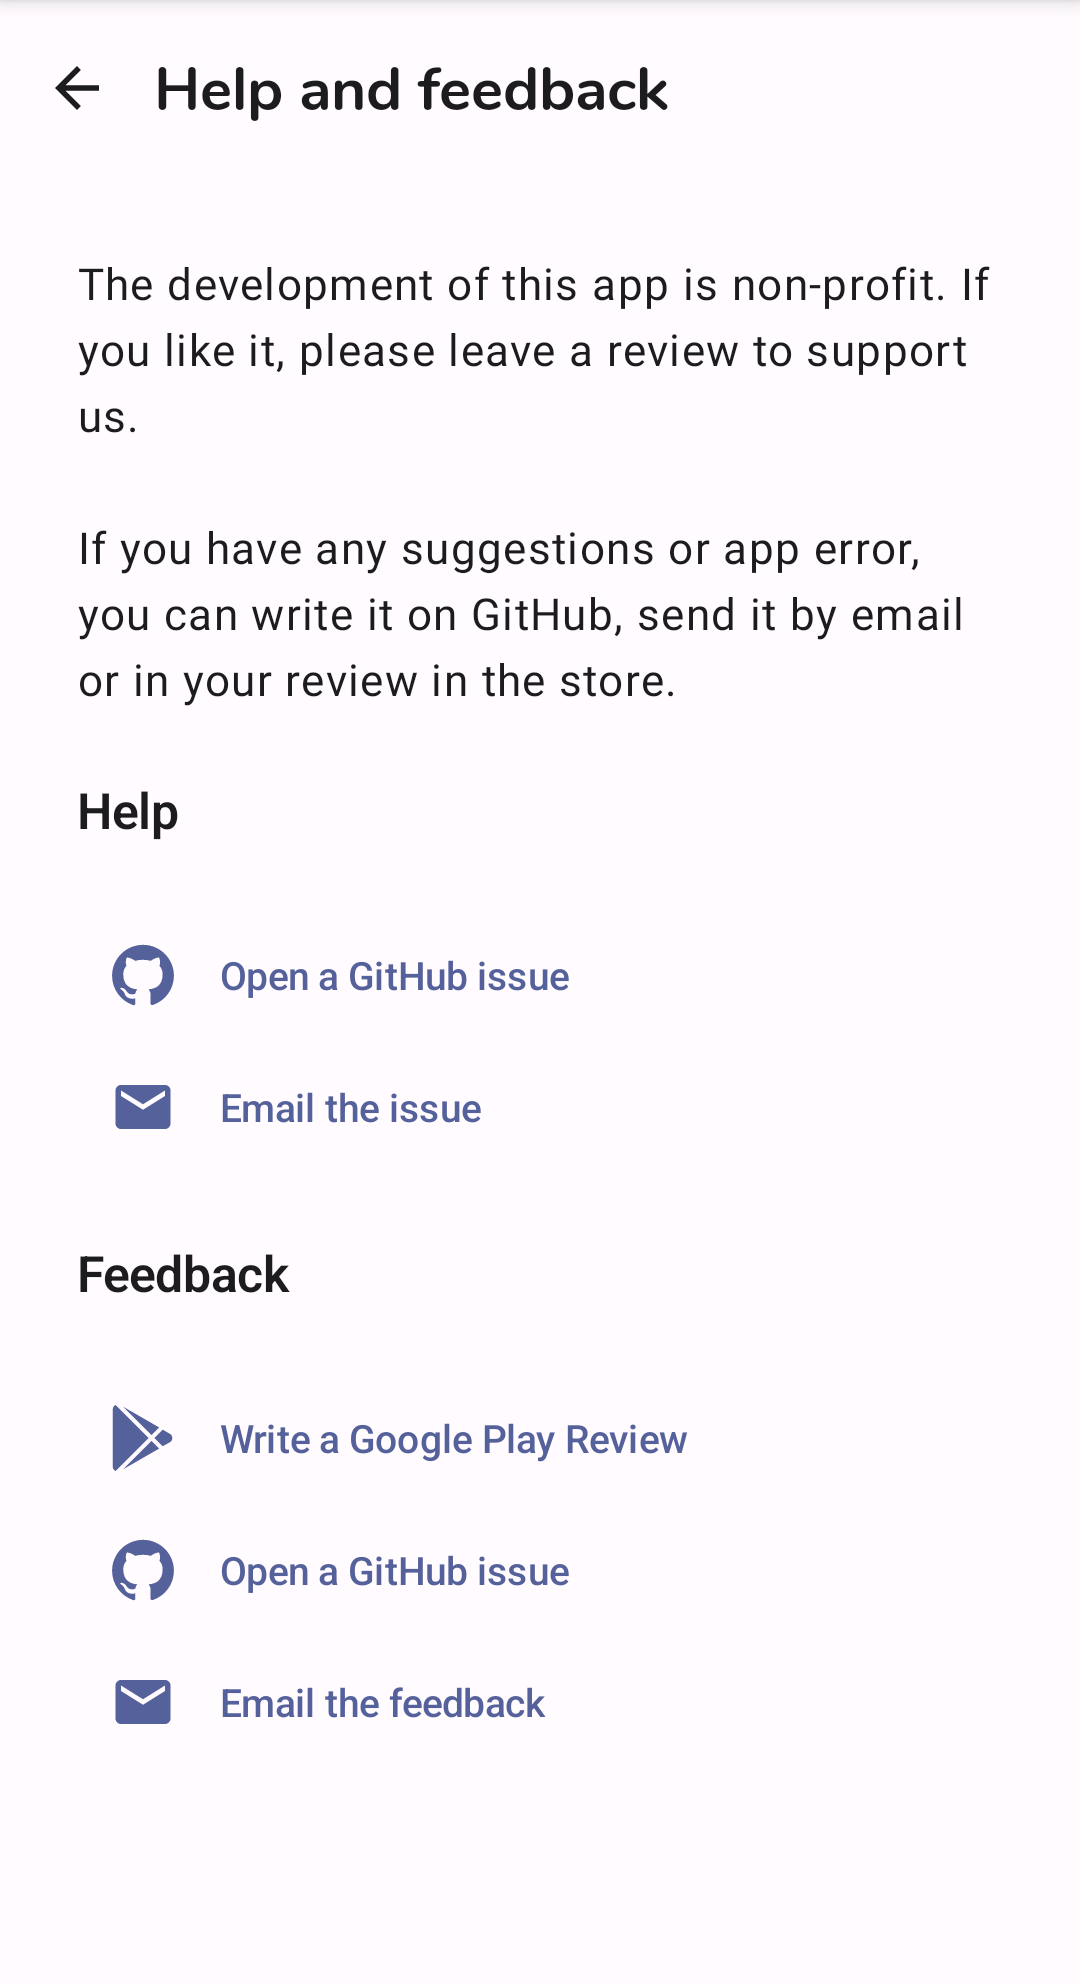 Help and feedback
The development of this app is non-profit. If
you like it, please leave a review to support
us.
If you have any suggestions or app error,
you can write it on GitHub, send it by email
or in your review in the store.
Help
Open a GitHub issue
Email the issue
Feedback
Write a Google Play Review
Open a GitHub issue
Email the feedback